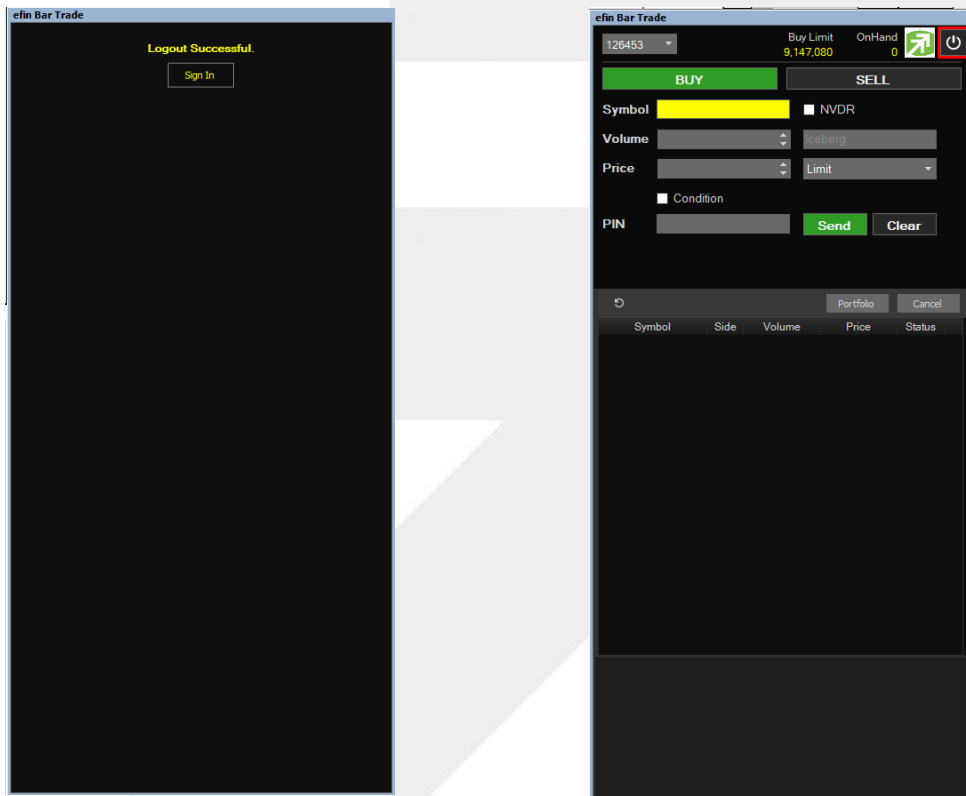 efin Bar Trade
Logout Successful.
Sign In
efin Bar Trade
126453
Buy Limit
OnHand
9,147,080
0
BUY
SELL
Symbol
NVDR
Volume
Iceberg
Price
Limit
Condition
PIN
Send
Clear
Portfolio
Cancel
Symbol Side Volume Price Status